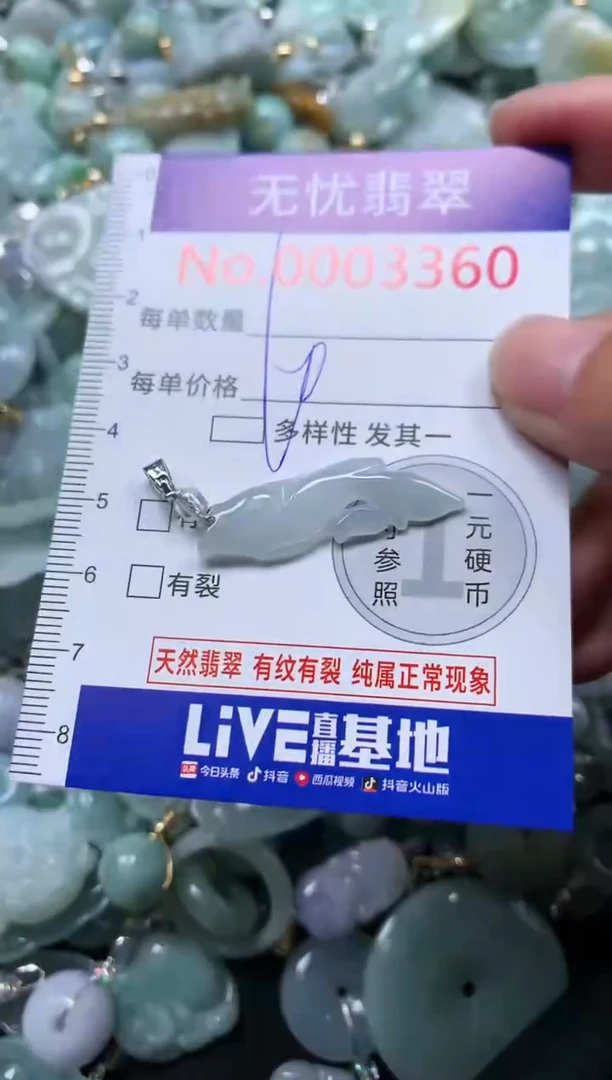 无忧翡翠
No.0003360
每单数量
每单价格
多样性 发其一
有裂
一元硬币
参照
1
天然翡翠 有纹有裂 纯属正常现象
LiVE直播基地
今日头条 抖音 西瓜视频 抖音火山版
0
1
2
3
4
5
6
7
8